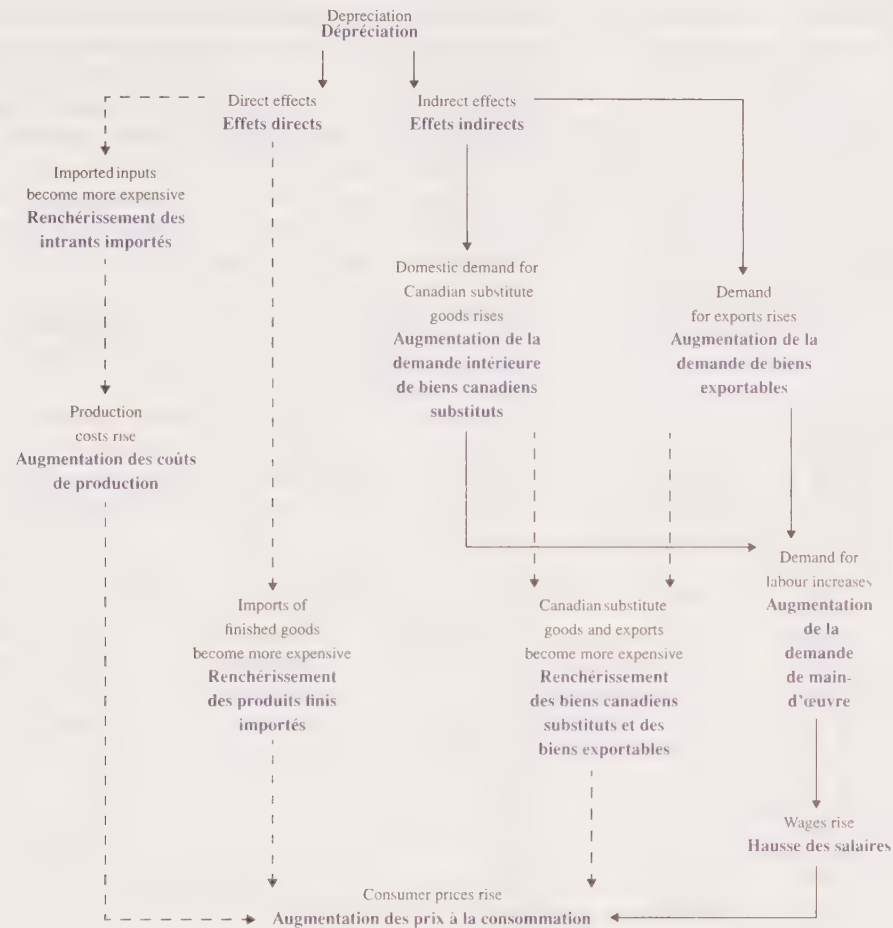 Depreciation
Dépréciation
Direct effects
Effets directs
Indirect effects
Effets indirects
Imported inputs
become more expensive
Renchérissement des
intrants importés
Domestic demand for
Canadian substitute
goods rises
Augmentation de la
demande intérieure
de biens canadiens
substituts
Demand
for exports rises
Augmentation de la
demande de biens
exportables
Production
costs rise
Augmentation des coûts
de production
Imports of
finished goods
become more expensive
Renchérissement
des produits finis
importés
Canadian substitute
goods and exports
become more expensive
Renchérissement
des biens canadiens
substituts et des
biens exportables
Demand for
labour increases
Augmentation
de la
demande
de main-
d'œuvre
Wages rise
Hausse des salaires
Consumer prices rise
Augmentation des prix à la consommation